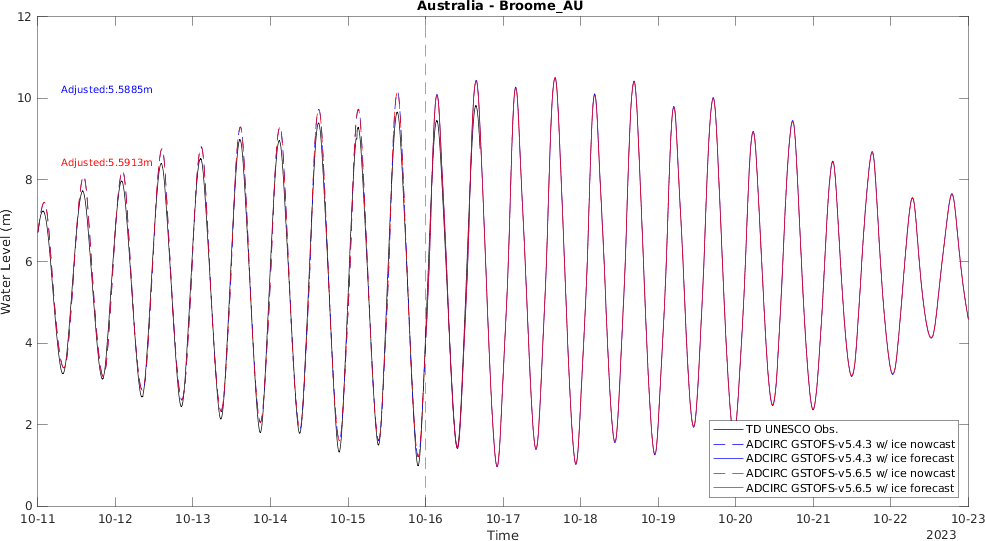 Australia - Broome_AU
12
10
8
6
4
2
0
Water Level (m)
Adjusted:5.5885m
Adjusted:5.5913m
TD UNESCO Obs.
ADCIRC GSTOFS-v5.4.3 w/ ice nowcast
ADCIRC GSTOFS-v5.4.3 w/ ice forecast
ADCIRC GSTOFS-v5.6.5 w/ ice nowcast
ADCIRC GSTOFS-v5.6.5 w/ ice forecast
10-11 10-12 10-13 10-14 10-15 10-16 10-17 10-18 10-19 10-20 10-21 10-22 10-23
Time
2023